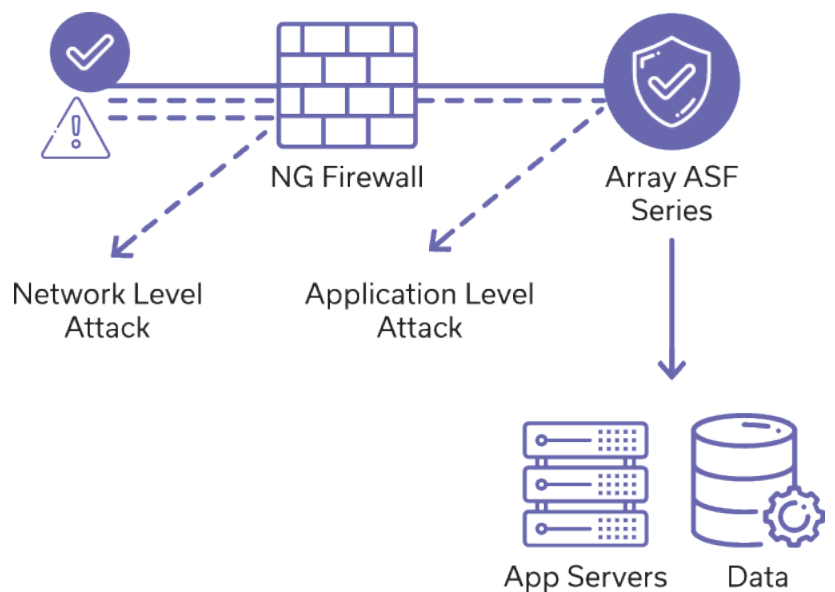 NG Firewall
Array ASF
Series
Network Level
Attack
Application Level
Attack
App Servers
Data